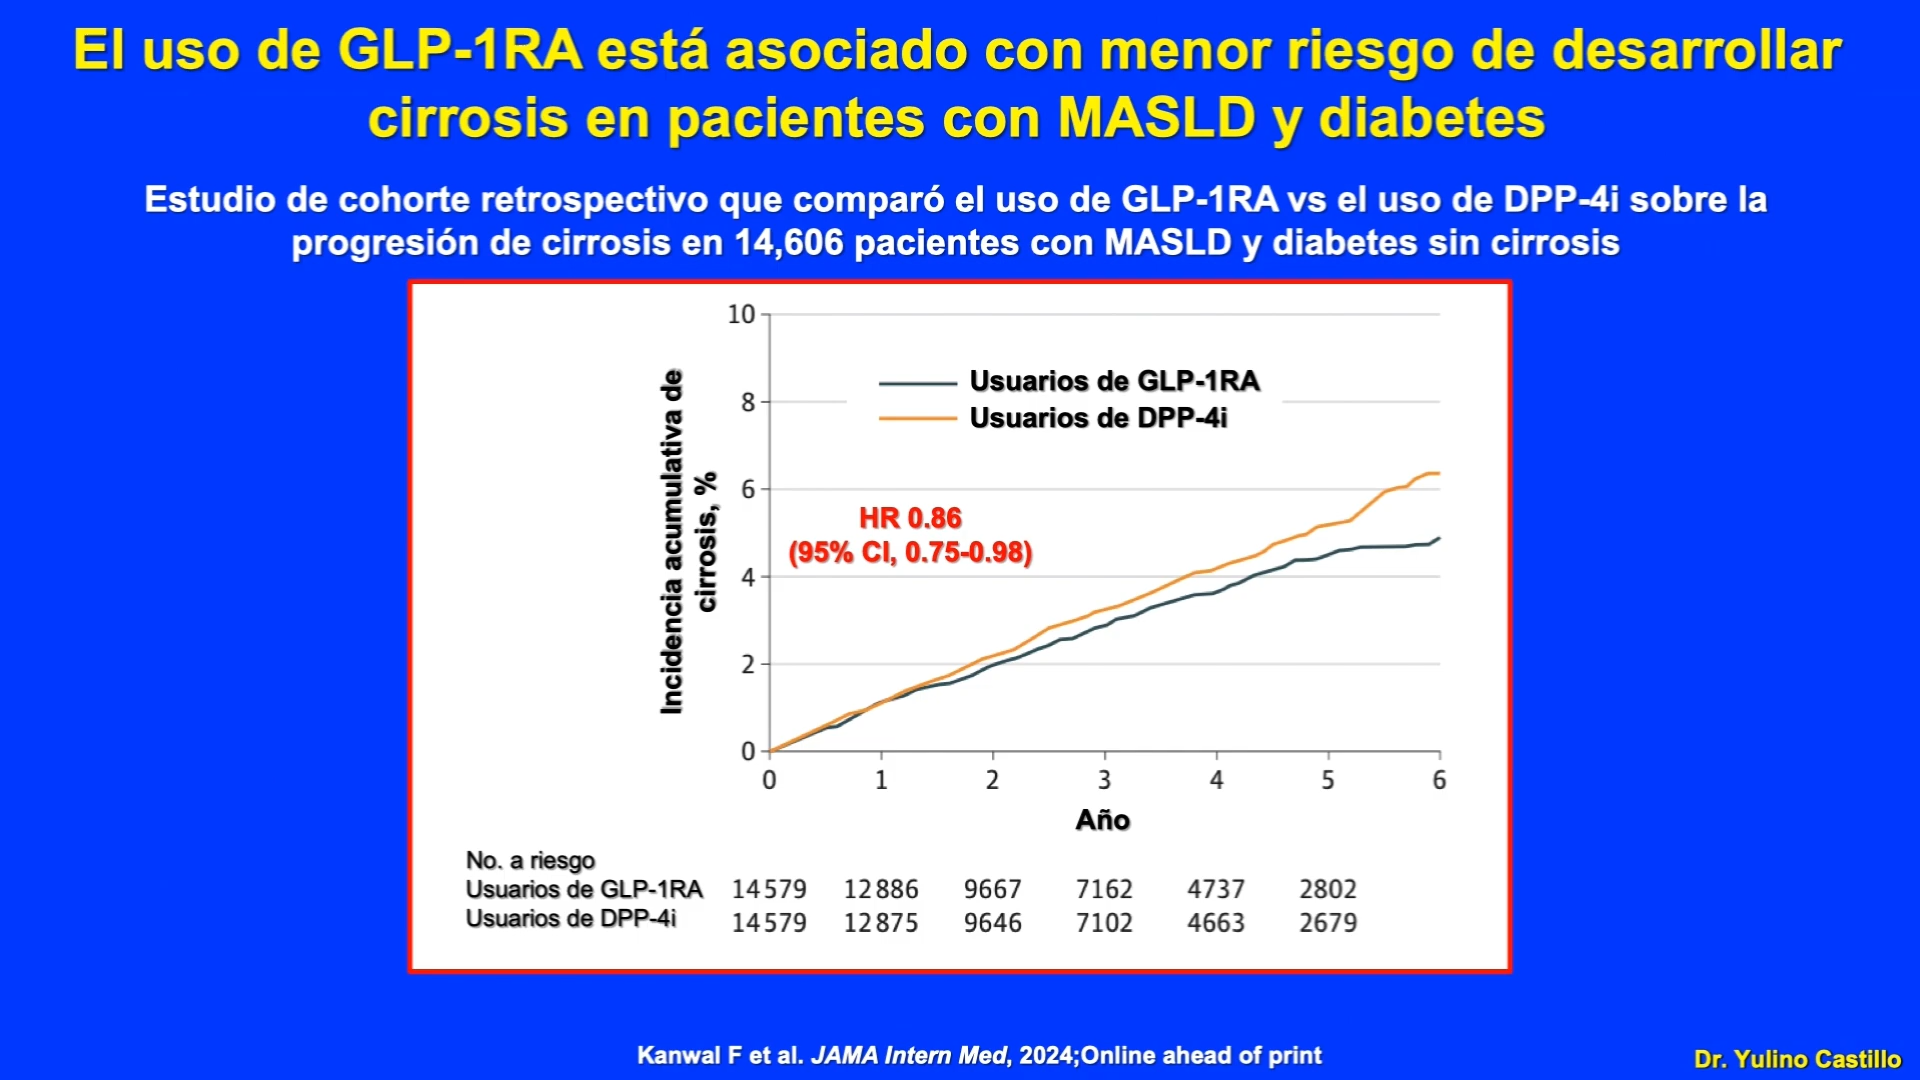 El uso de GLP-1RA está asociado con menor riesgo de desarrollar
cirrosis en pacientes con MASLD y diabetes
Estudio de cohorte retrospectivo que comparó el uso de GLP-1RA vs el uso de DPP-4i sobre la
progresión de cirrosis en 14,606 pacientes con MASLD y diabetes sin cirrosis
Incidencia acumulativa de
cirrosis, %
10
8
6
4
2
0
Usuarios de GLP-1RA
Usuarios de DPP-4i
HR 0.86
(95% CI, 0.75-0.98)
0 1 2 3 4 5 6
Año
No. a riesgo
Usuarios de GLP-1RA 14 579 12 886 9667 7162 4737 2802
Usuarios de DPP-4i 14 579 12 875 9646 7102 4663 2679
Kanwal F et al. JAMA Intern Med, 2024;Online ahead of print
Dr. Yulino Castillo